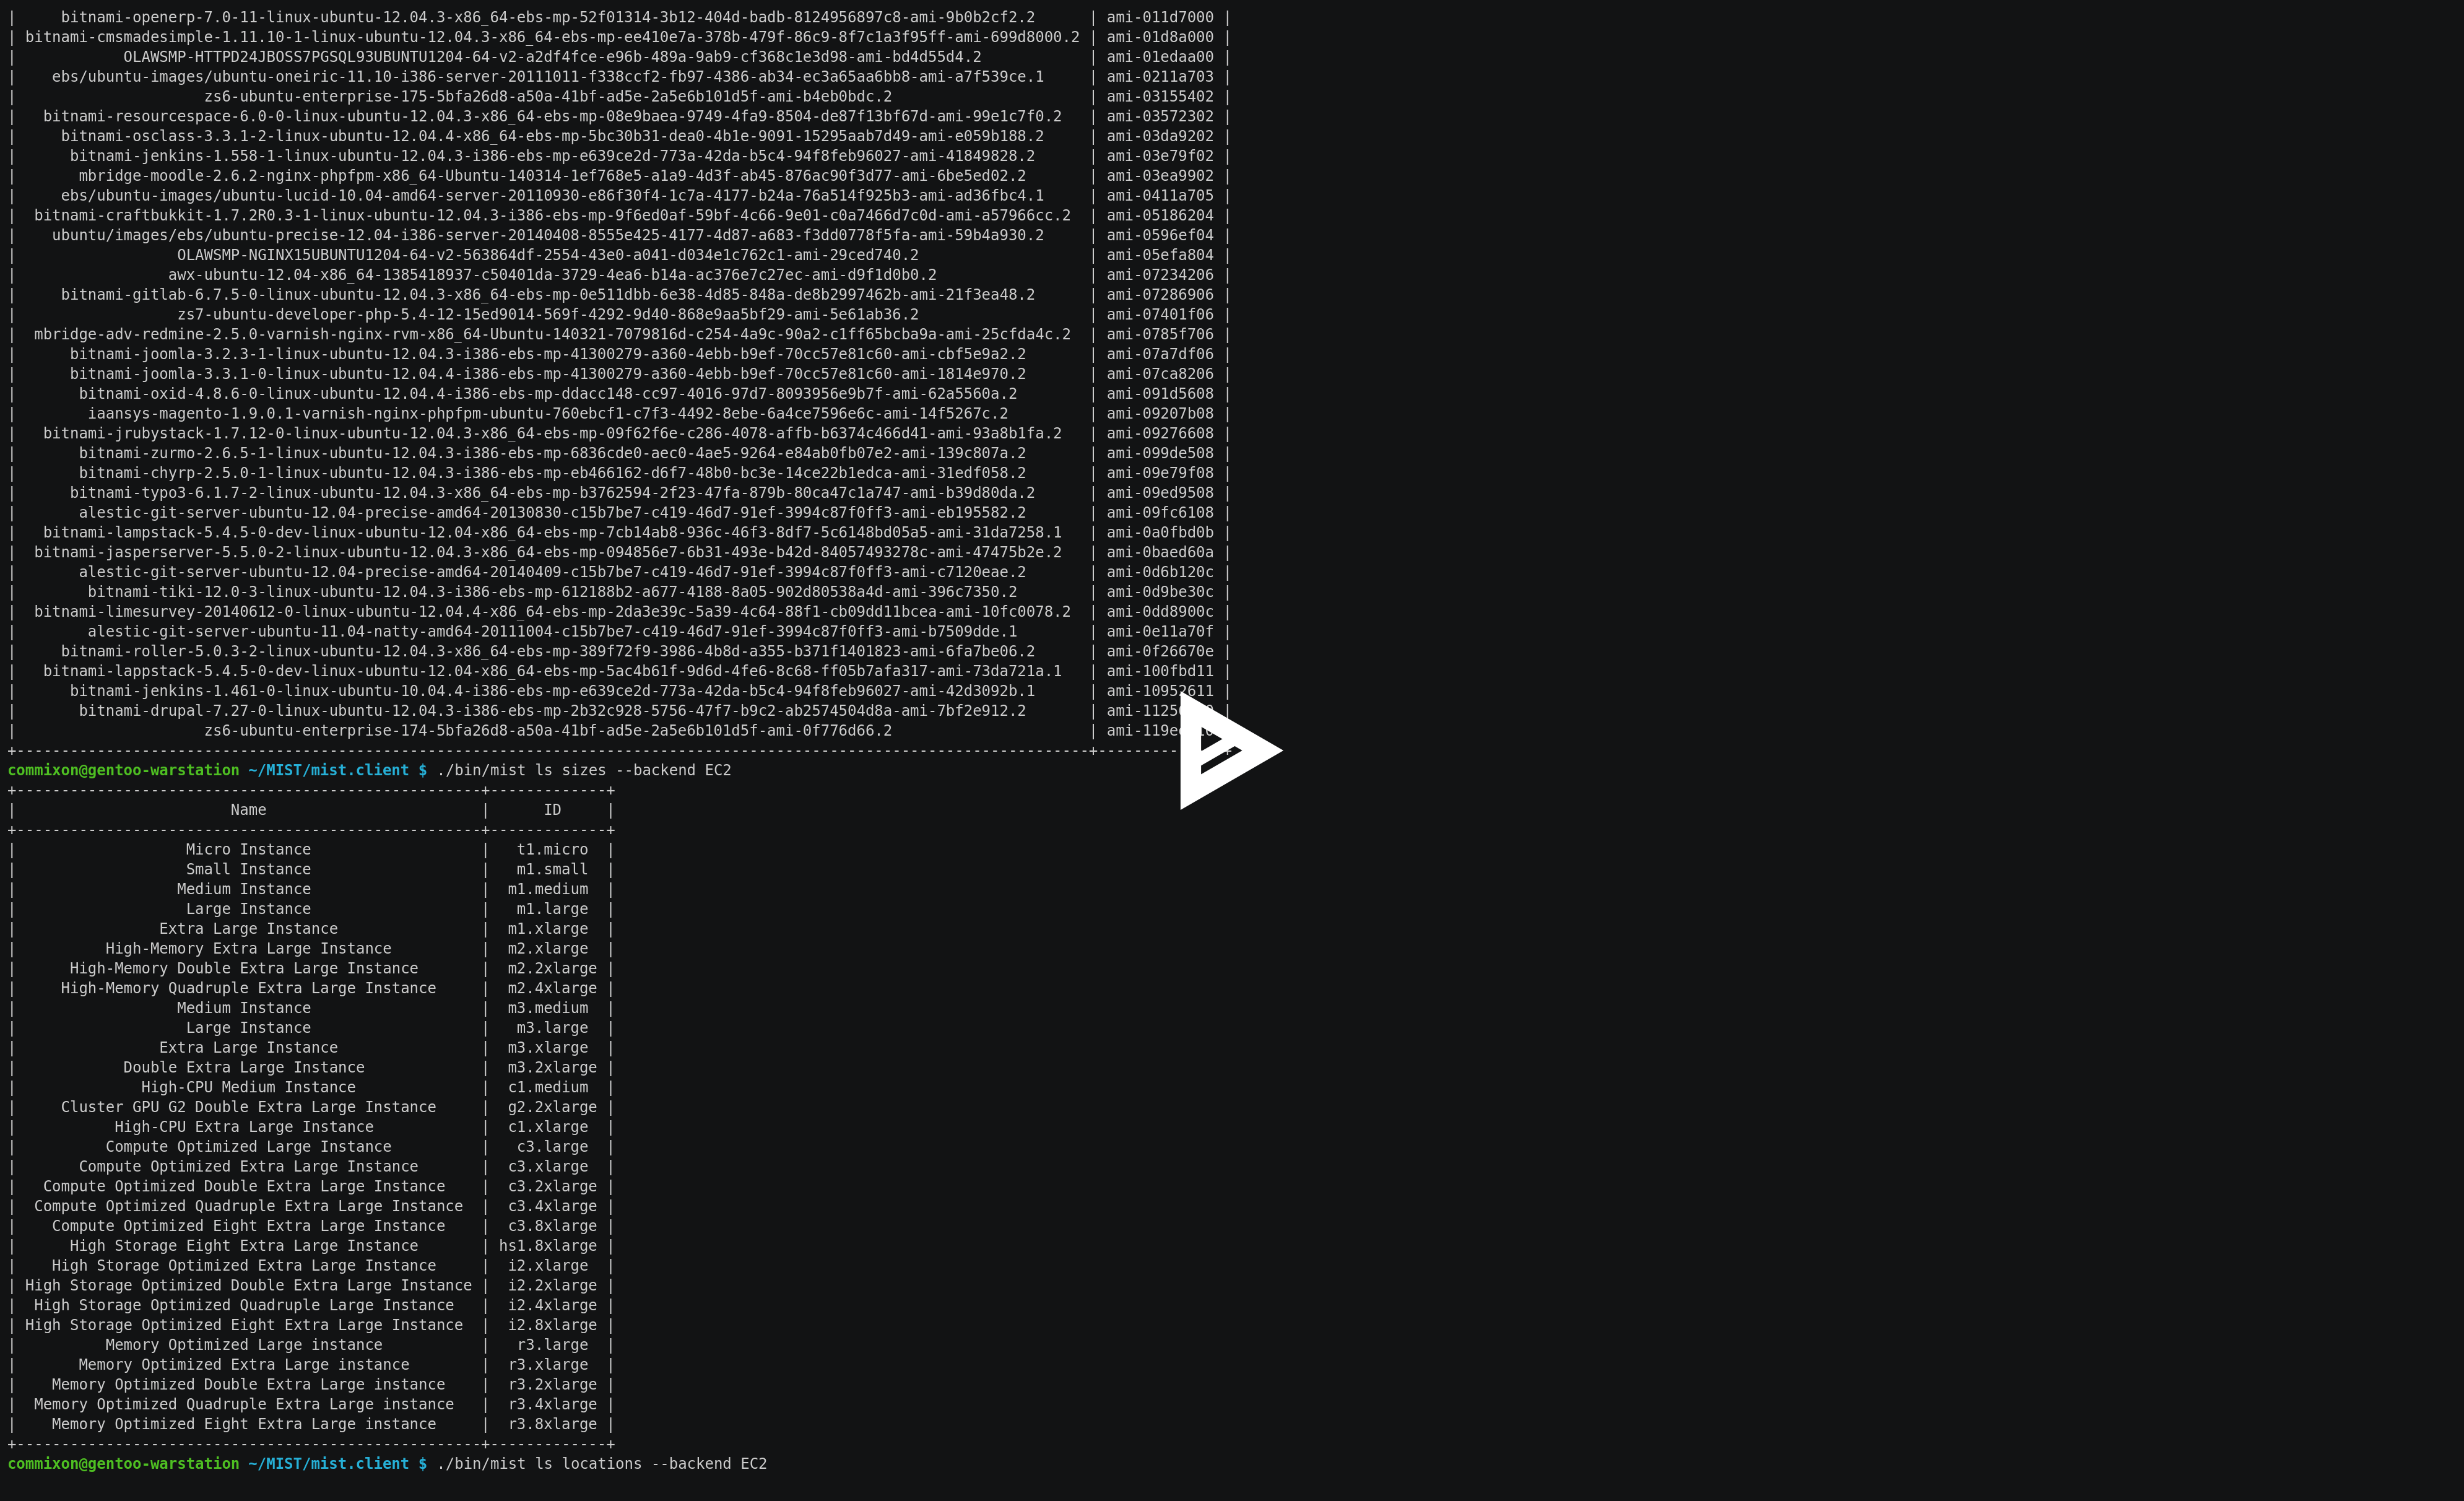 |     bitnami-openerp-7.0-11-linux-ubuntu-12.04.3-x86_64-ebs-mp-52f01314-3b12-404d-badb-8124956897c8-ami-9b0b2cf2.2      | ami-011d7000 |
| bitnami-cmsmadesimple-1.11.10-1-linux-ubuntu-12.04.3-x86_64-ebs-mp-ee410e7a-378b-479f-86c9-8f7c1a3f95ff-ami-699d8000.2 | ami-01d8a000 |
|            OLAWSMP-HTTPD24JBOSS7PGSQL93UBUNTU1204-64-v2-a2df4fce-e96b-489a-9ab9-cf368c1e3d98-ami-bd4d55d4.2            | ami-01edaa00 |
|    ebs/ubuntu-images/ubuntu-oneiric-11.10-i386-server-20111011-f338ccf2-fb97-4386-ab34-ec3a65aa6bb8-ami-a7f539ce.1     | ami-0211a703 |
|                     zs6-ubuntu-enterprise-175-5bfa26d8-a50a-41bf-ad5e-2a5e6b101d5f-ami-b4eb0bdc.2                      | ami-03155402 |
|   bitnami-resourcespace-6.0-0-linux-ubuntu-12.04.3-x86_64-ebs-mp-08e9baea-9749-4fa9-8504-de87f13bf67d-ami-99e1c7f0.2   | ami-03572302 |
|     bitnami-osclass-3.3.1-2-linux-ubuntu-12.04.4-x86_64-ebs-mp-5bc30b31-dea0-4b1e-9091-15295aab7d49-ami-e059b188.2     | ami-03da9202 |
|      bitnami-jenkins-1.558-1-linux-ubuntu-12.04.3-i386-ebs-mp-e639ce2d-773a-42da-b5c4-94f8feb96027-ami-41849828.2      | ami-03e79f02 |
|       mbridge-moodle-2.6.2-nginx-phpfpm-x86_64-Ubuntu-140314-1ef768e5-a1a9-4d3f-ab45-876ac90f3d77-ami-6be5ed02.2       | ami-03ea9902 |
|     ebs/ubuntu-images/ubuntu-lucid-10.04-amd64-server-20110930-e86f30f4-1c7a-4177-b24a-76a514f925b3-ami-ad36fbc4.1     | ami-0411a705 |
|  bitnami-craftbukkit-1.7.2R0.3-1-linux-ubuntu-12.04.3-i386-ebs-mp-9f6ed0af-59bf-4c66-9e01-c0a7466d7c0d-ami-a57966cc.2  | ami-05186204 |
|    ubuntu/images/ebs/ubuntu-precise-12.04-i386-server-20140408-8555e425-4177-4d87-a683-f3dd0778f5fa-ami-59b4a930.2     | ami-0596ef04 |
|                  OLAWSMP-NGINX15UBUNTU1204-64-v2-563864df-2554-43e0-a041-d034e1c762c1-ami-29ced740.2                   | ami-05efa804 |
|                 awx-ubuntu-12.04-x86_64-1385418937-c50401da-3729-4ea6-b14a-ac376e7c27ec-ami-d9f1d0b0.2                 | ami-07234206 |
|     bitnami-gitlab-6.7.5-0-linux-ubuntu-12.04.3-x86_64-ebs-mp-0e511dbb-6e38-4d85-848a-de8b2997462b-ami-21f3ea48.2      | ami-07286906 |
|                  zs7-ubuntu-developer-php-5.4-12-15ed9014-569f-4292-9d40-868e9aa5bf29-ami-5e61ab36.2                   | ami-07401f06 |
|  mbridge-adv-redmine-2.5.0-varnish-nginx-rvm-x86_64-Ubuntu-140321-7079816d-c254-4a9c-90a2-c1ff65bcba9a-ami-25cfda4c.2  | ami-0785f706 |
|      bitnami-joomla-3.2.3-1-linux-ubuntu-12.04.3-i386-ebs-mp-41300279-a360-4ebb-b9ef-70cc57e81c60-ami-cbf5e9a2.2       | ami-07a7df06 |
|      bitnami-joomla-3.3.1-0-linux-ubuntu-12.04.4-i386-ebs-mp-41300279-a360-4ebb-b9ef-70cc57e81c60-ami-1814e970.2       | ami-07ca8206 |
|       bitnami-oxid-4.8.6-0-linux-ubuntu-12.04.4-i386-ebs-mp-ddacc148-cc97-4016-97d7-8093956e9b7f-ami-62a5560a.2        | ami-091d5608 |
|        iaansys-magento-1.9.0.1-varnish-nginx-phpfpm-ubuntu-760ebcf1-c7f3-4492-8ebe-6a4ce7596e6c-ami-14f5267c.2         | ami-09207b08 |
|   bitnami-jrubystack-1.7.12-0-linux-ubuntu-12.04.3-x86_64-ebs-mp-09f62f6e-c286-4078-affb-b6374c466d41-ami-93a8b1fa.2   | ami-09276608 |
|       bitnami-zurmo-2.6.5-1-linux-ubuntu-12.04.3-i386-ebs-mp-6836cde0-aec0-4ae5-9264-e84ab0fb07e2-ami-139c807a.2       | ami-099de508 |
|       bitnami-chyrp-2.5.0-1-linux-ubuntu-12.04.3-i386-ebs-mp-eb466162-d6f7-48b0-bc3e-14ce22b1edca-ami-31edf058.2       | ami-09e79f08 |
|      bitnami-typo3-6.1.7-2-linux-ubuntu-12.04.3-x86_64-ebs-mp-b3762594-2f23-47fa-879b-80ca47c1a747-ami-b39d80da.2      | ami-09ed9508 |
|       alestic-git-server-ubuntu-12.04-precise-amd64-20130830-c15b7be7-c419-46d7-91ef-3994c87f0ff3-ami-eb195582.2       | ami-09fc6108 |
|   bitnami-lampstack-5.4.5-0-dev-linux-ubuntu-12.04-x86_64-ebs-mp-7cb14ab8-936c-46f3-8df7-5c6148bd05a5-ami-31da7258.1   | ami-0a0fbd0b |
|  bitnami-jasperserver-5.5.0-2-linux-ubuntu-12.04.3-x86_64-ebs-mp-094856e7-6b31-493e-b42d-84057493278c-ami-47475b2e.2   | ami-0baed60a |
|       alestic-git-server-ubuntu-12.04-precise-amd64-20140409-c15b7be7-c419-46d7-91ef-3994c87f0ff3-ami-c7120eae.2       | ami-0d6b120c |
|        bitnami-tiki-12.0-3-linux-ubuntu-12.04.3-i386-ebs-mp-612188b2-a677-4188-8a05-902d80538a4d-ami-396c7350.2        | ami-0d9be30c |
|  bitnami-limesurvey-20140612-0-linux-ubuntu-12.04.4-x86_64-ebs-mp-2da3e39c-5a39-4c64-88f1-cb09dd11bcea-ami-10fc0078.2  | ami-0dd8900c |
|        alestic-git-server-ubuntu-11.04-natty-amd64-20111004-c15b7be7-c419-46d7-91ef-3994c87f0ff3-ami-b7509dde.1        | ami-0e11a70f |
|     bitnami-roller-5.0.3-2-linux-ubuntu-12.04.3-x86_64-ebs-mp-389f72f9-3986-4b8d-a355-b371f1401823-ami-6fa7be06.2      | ami-0f26670e |
|   bitnami-lappstack-5.4.5-0-dev-linux-ubuntu-12.04-x86_64-ebs-mp-5ac4b61f-9d6d-4fe6-8c68-ff05b7afa317-ami-73da721a.1   | ami-100fbd11 |
|      bitnami-jenkins-1.461-0-linux-ubuntu-10.04.4-i386-ebs-mp-e639ce2d-773a-42da-b5c4-94f8feb96027-ami-42d3092b.1      | ami-10952611 |
|       bitnami-drupal-7.27-0-linux-ubuntu-12.04.3-i386-ebs-mp-2b32c928-5756-47f7-b9c2-ab2574504d8a-ami-7bf2e912.2       |
|                     zs6-ubuntu-enterprise-174-5bfa26d8-a50a-41bf-ad5e-2a5e6b101d5f-ami-0f776d66.2                      |
commixon@gentoo-warstation ~/MIST/mist.client $ ./bin/mist ls sizes --backend EC2
+----------------------------------------------------+-------------+
| Name | ID |
+----------------------------------------------------+-------------+
| Micro Instance | t1.micro |
| Small Instance | m1.small |
| Medium Instance | m1.medium |
| Large Instance | m1.large |
| Extra Large Instance | m1.xlarge |
| High-Memory Extra Large Instance | m2.xlarge |
| High-Memory Double Extra Large Instance | m2.2xlarge |
| High-Memory Quadruple Extra Large Instance | m2.4xlarge |
| Medium Instance | m3.medium |
| Large Instance | m3.large |
| Extra Large Instance | m3.xlarge |
| Double Extra Large Instance | m3.2xlarge |
| High-CPU Medium Instance | c1.medium |
| Cluster GPU G2 Double Extra Large Instance | g2.2xlarge |
| High-CPU Extra Large Instance | c1.xlarge |
| Compute Optimized Large Instance | c3.large |
| Compute Optimized Extra Large Instance | c3.xlarge |
| Compute Optimized Double Extra Large Instance | c3.2xlarge |
| Compute Optimized Quadruple Extra Large Instance | c3.4xlarge |
| Compute Optimized Eight Extra Large Instance | c3.8xlarge |
| High Storage Eight Extra Large Instance | hs1.8xlarge |
| High Storage Optimized Extra Large Instance | i2.xlarge |
| High Storage Optimized Double Extra Large Instance | i2.2xlarge |
| High Storage Optimized Quadruple Large Instance | i2.4xlarge |
| High Storage Optimized Eight Extra Large Instance | i2.8xlarge |
| Memory Optimized Large instance | r3.large |
| Memory Optimized Extra Large instance | r3.xlarge |
| Memory Optimized Double Extra Large instance | r3.2xlarge |
| Memory Optimized Quadruple Extra Large instance | r3.4xlarge |
| Memory Optimized Eight Extra Large instance | r3.8xlarge |
+----------------------------------------------------+-------------+
commixon@gentoo-warstation ~/MIST/mist.client $ ./bin/mist ls locations --backend EC2